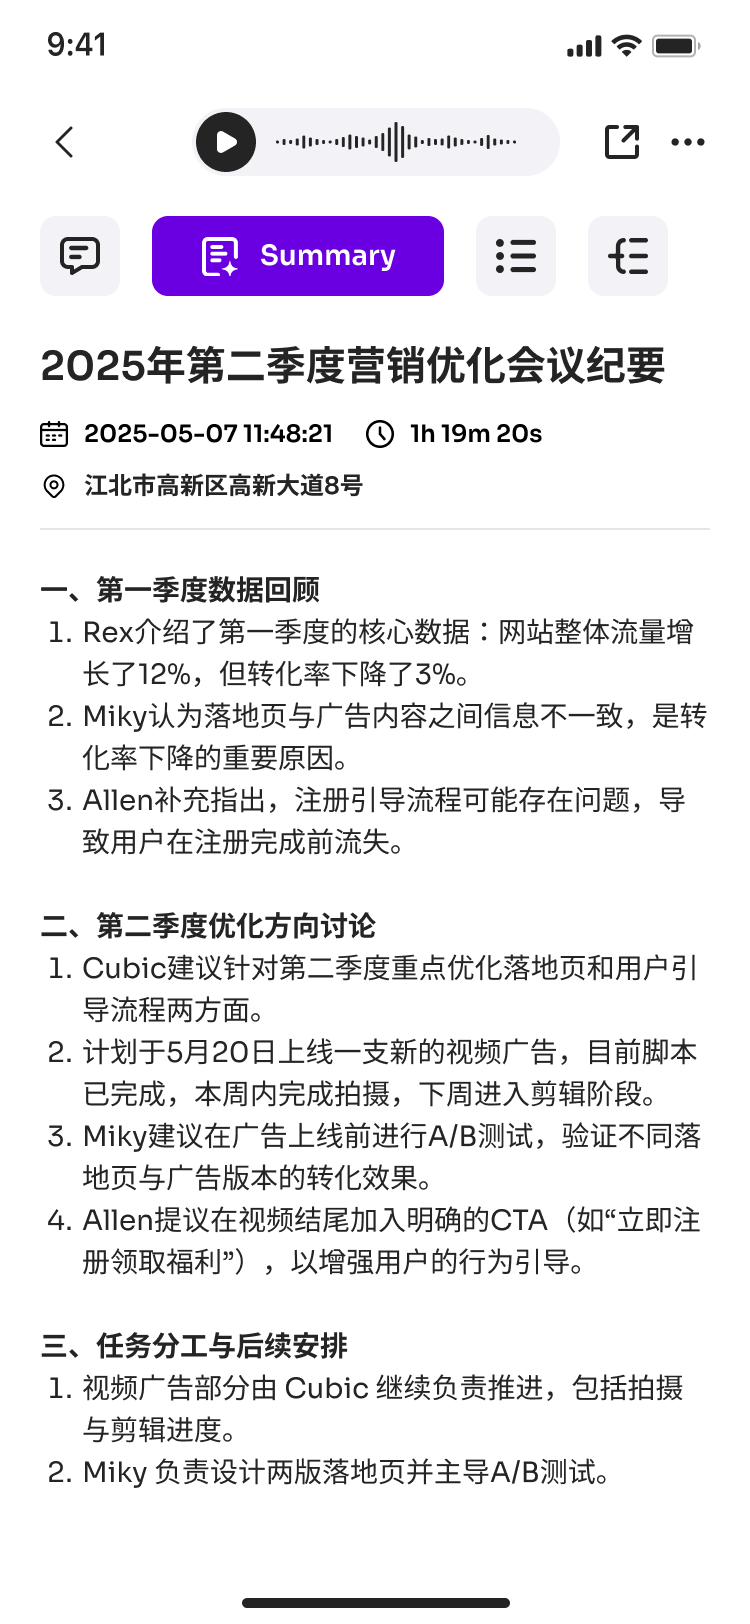 9:41
Summary
2025年第二季度营销优化会议纪要
2025-05-07 11:48:21 1h 19m 20s
江北市高新区高新大道8号
一、第一季度数据回顾
1. Rex介绍了第一季度的核心数据：网站整体流量增
长了12%，但转化率下降了3%。
2. Miky认为落地页与广告内容之间信息不一致，是转
化率下降的重要原因。
3. Allen补充指出，注册引导流程可能存在问题，导
致用户在注册完成前流失。
二、第二季度优化方向讨论
1. Cubic建议针对第二季度重点优化落地页和用户引
导流程两方面。
2. 计划于5月20日上线一支新的视频广告，目前脚本
已完成，本周内完成拍摄，下周进入剪辑阶段。
3. Miky建议在广告上线前进行A/B测试，验证不同落
地页与广告版本的转化效果。
4. Allen提议在视频结尾加入明确的CTA（如“立即注
册领取福利”），以增强用户的行为引导。
三、任务分工与后续安排
1. 视频广告部分由 Cubic 继续负责推进，包括拍摄
与剪辑进度。
2. Miky 负责设计两版落地页并主导A/B测试。